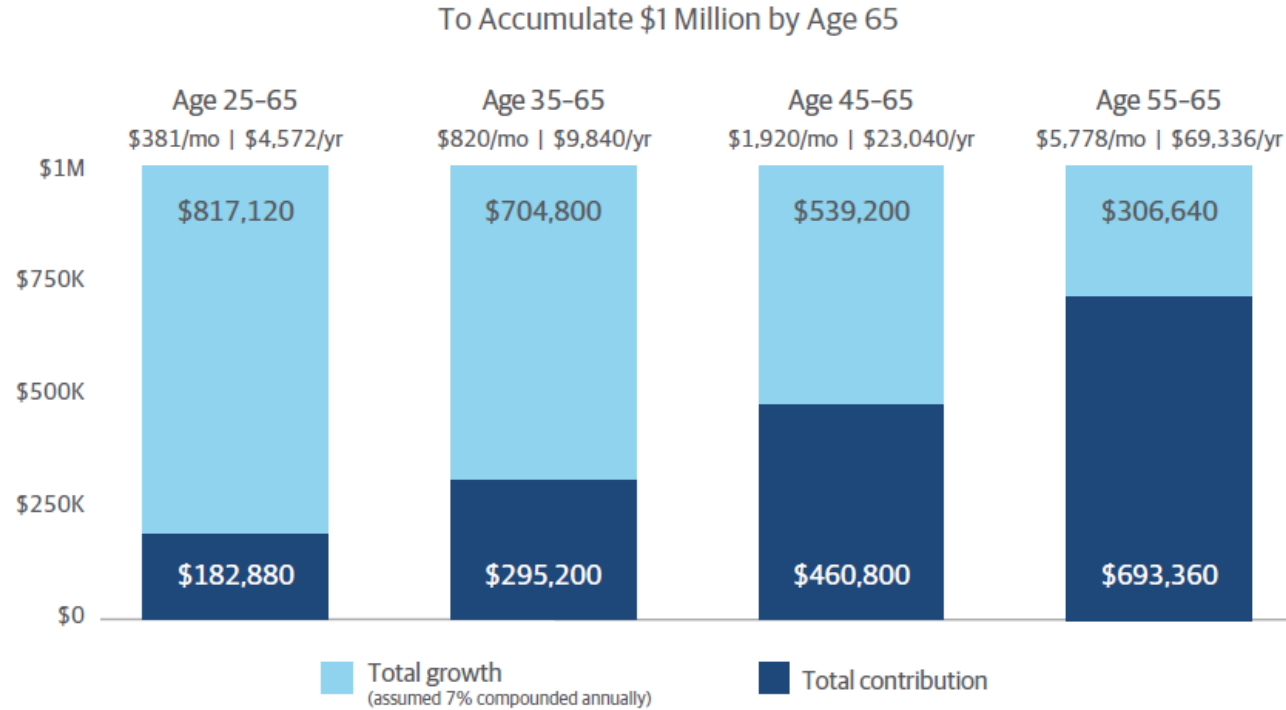 To Accumulate $1 Million by Age 65
Age 25–65
$381/mo | $4,572/yr
Age 35–65
$820/mo | $9,840/yr
Age 45–65
$1,920/mo | $23,040/yr
Age 55–65
$5,778/mo | $69,336/yr
$1M
$750K
$500K
$250K
$0
$817,120
$704,800
$539,200
$306,640
$182,880
$295,200
$460,800
$693,360
Total growth
(assumed 7% compounded annually)
Total contribution